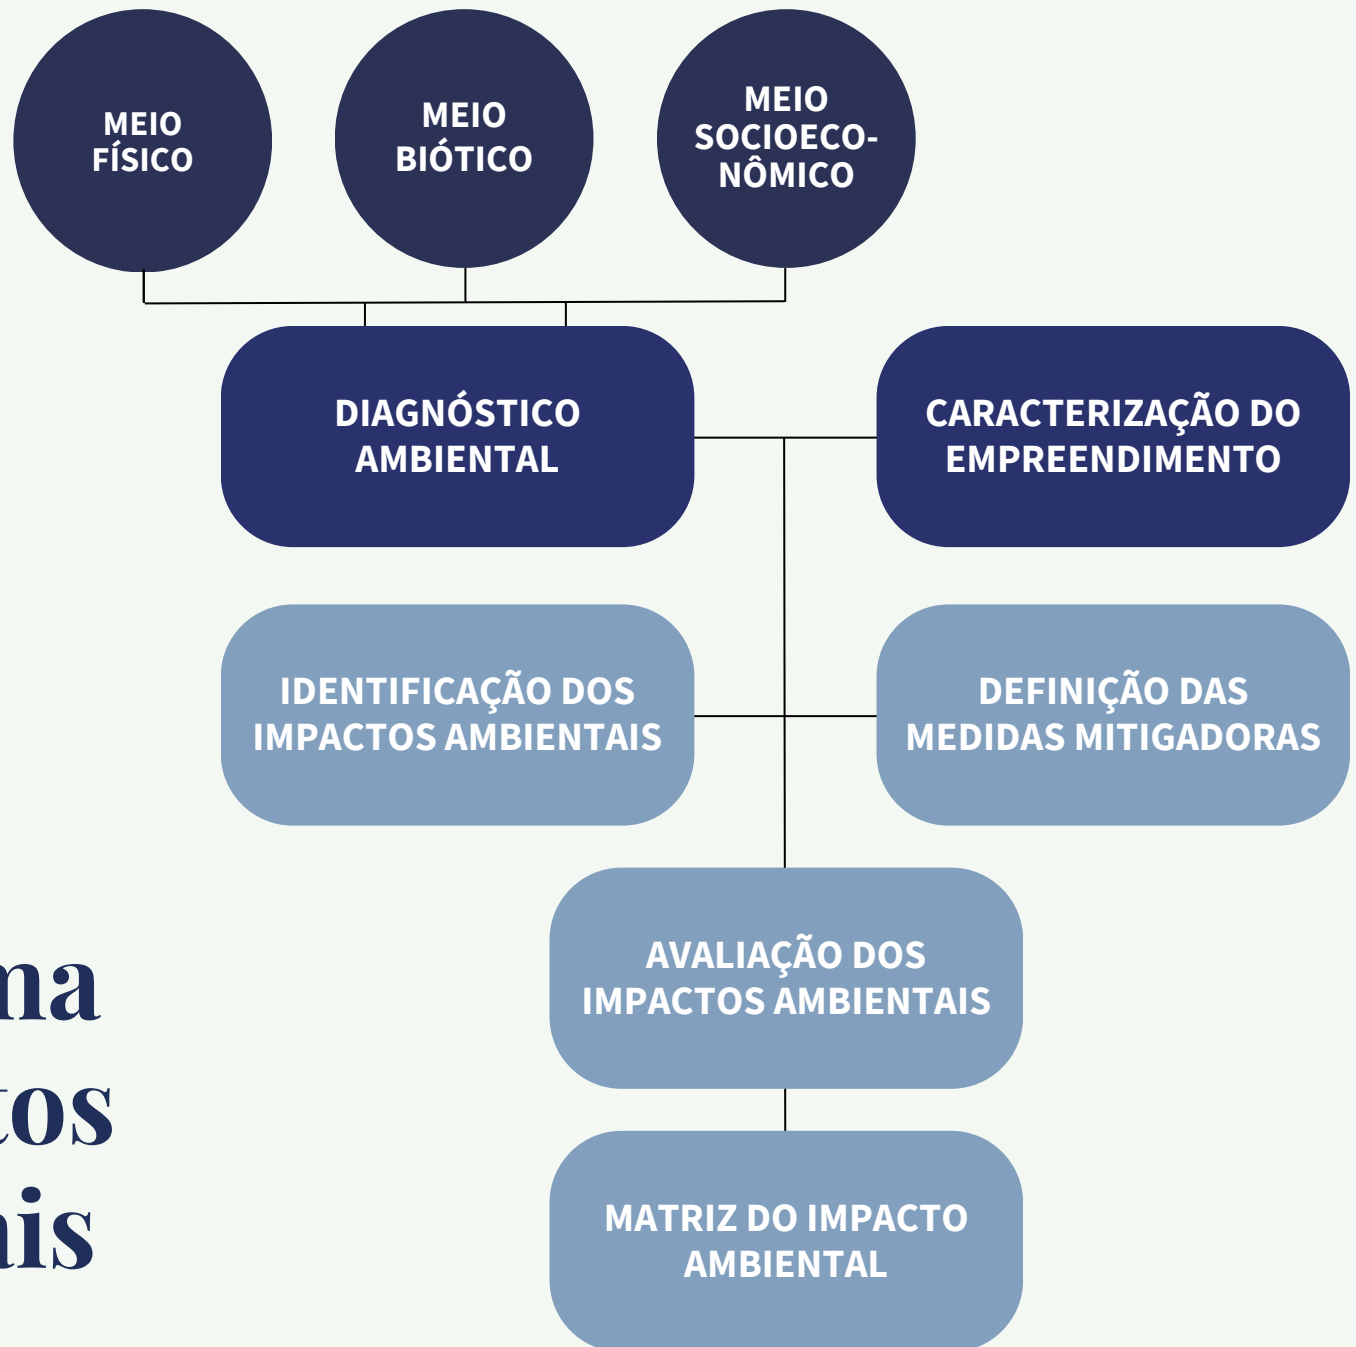 MEIO
FÍSICO
MEIO
BIÓTICO
MEIO
SOCIOECO-
NÔMICO
DIAGNÓSTICO
AMBIENTAL
CARACTERIZAÇÃO DO
EMPREENDIMENTO
IDENTIFICAÇÃO DOS
IMPACTOS AMBIENTAIS
DEFINIÇÃO DAS
MEDIDAS MITIGADORAS
AVALIAÇÃO DOS
IMPACTOS AMBIENTAIS
MATRIZ DO IMPACTO
AMBIENTAL